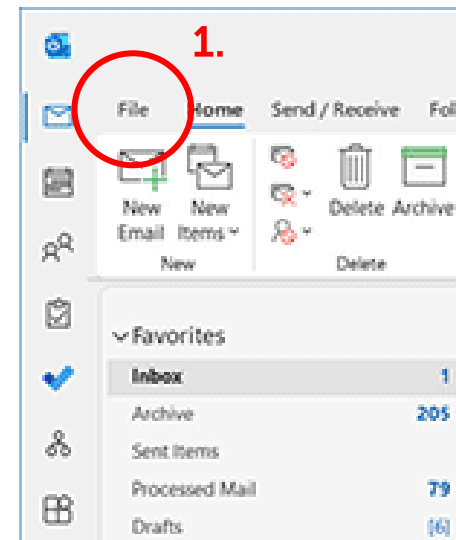 1.
File Home Send / Receive Fol
New Email
New Items
Delete
Archive
New
Delete
Favorites
Inbox 1
Archive 205
Sent Items
Processed Mail 79
Drafts [6]